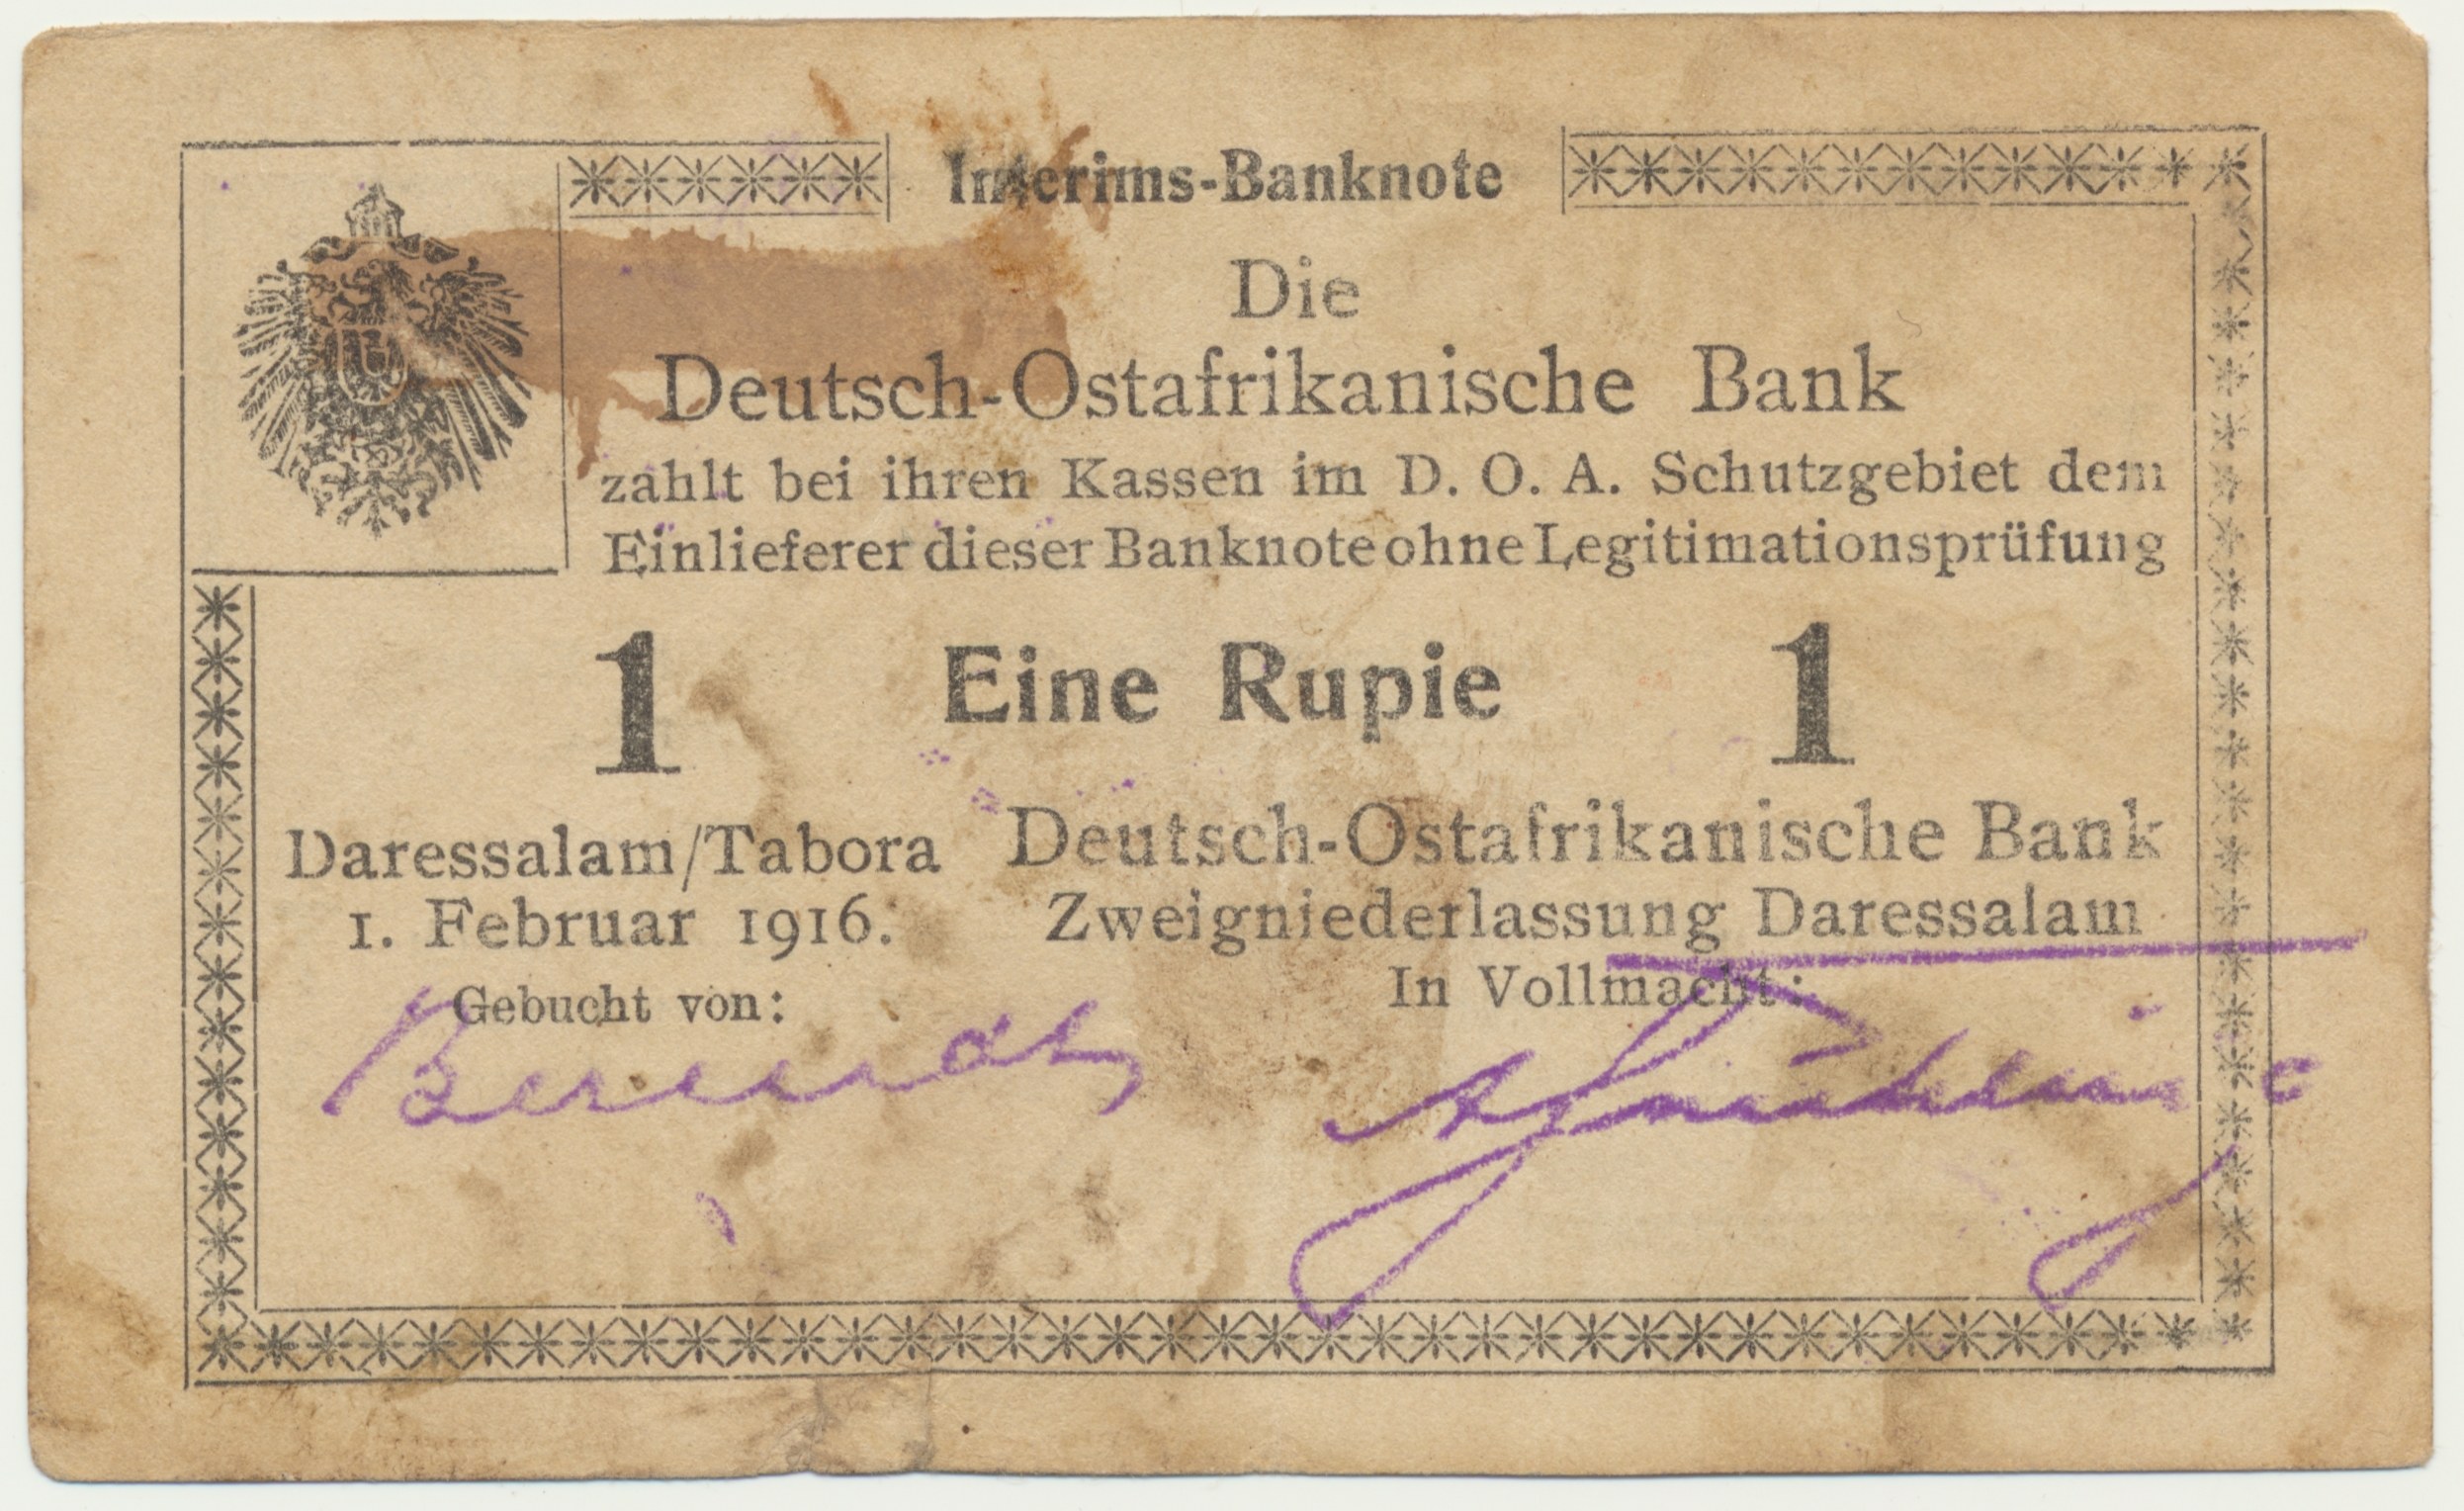 Interims-Banknote
Die
Deutsch-Ostafrikanische Bank
zahlt bei ihren Kassen im D. O. A. Schutzgebiet dem
Einlieferer dieser Banknote ohne Legitimationsprüfung
1 Eine Rupie 1
Daressalam/Tabora
1. Februar 1916.
Gebucht von:
Deutsch-Ostafrikanische Bank
Zweigniederlassung Daressalam
In Vollmacht: